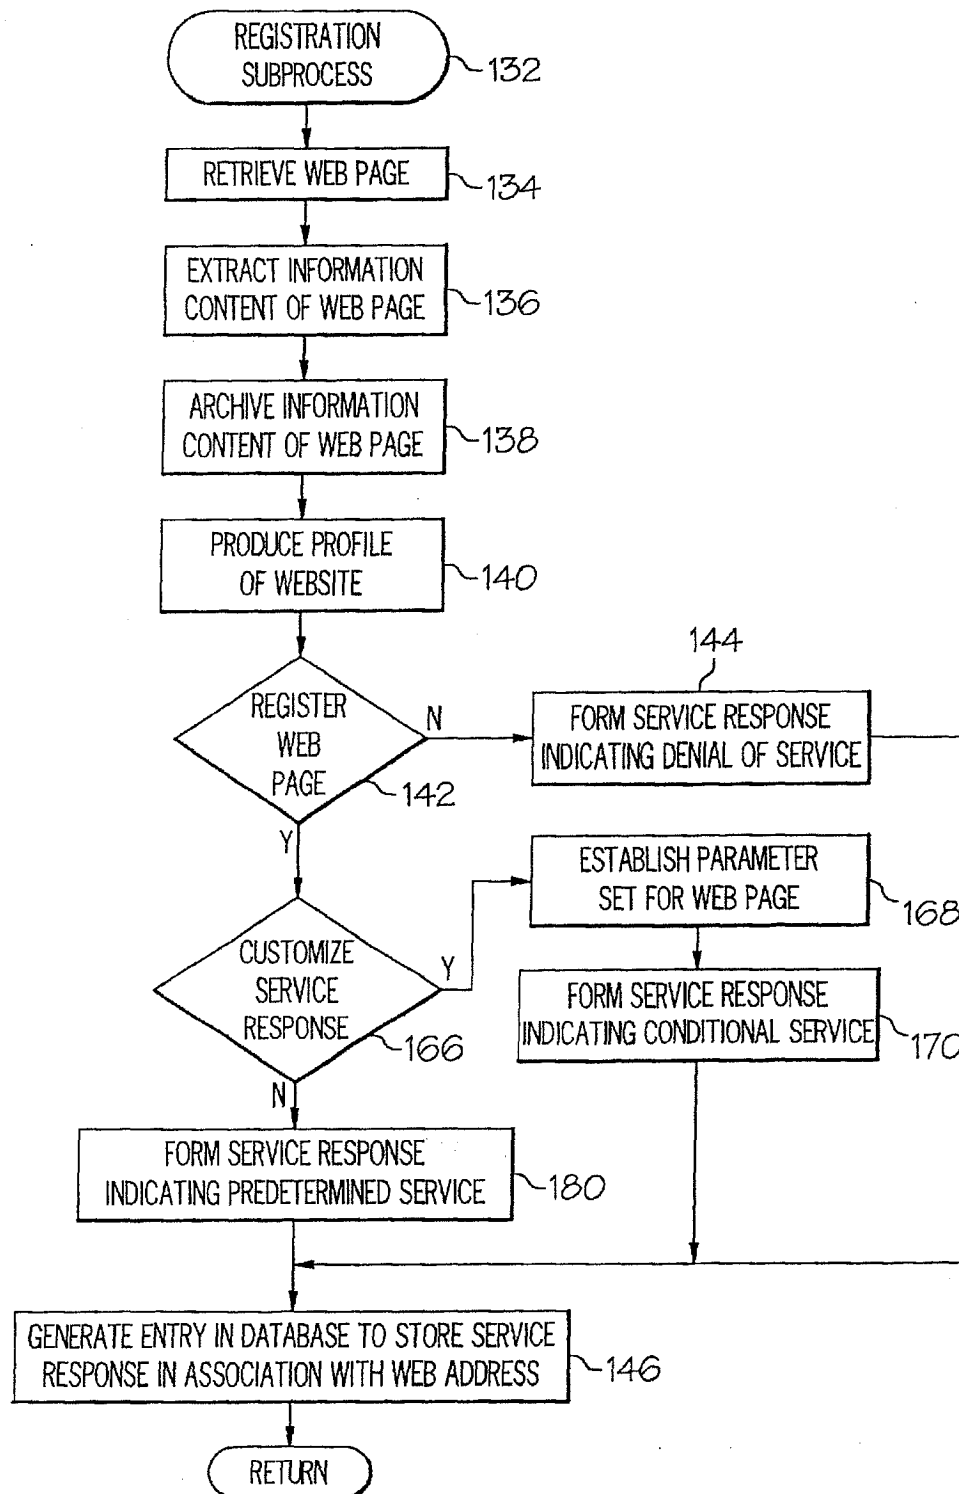 REGISTRATION
SUBPROCESS
132
RETRIEVE WEB PAGE
134
EXTRACT INFORMATION
CONTENT OF WEB PAGE
136
ARCHIVE INFORMATION
CONTENT OF WEB PAGE
138
PRODUCE PROFILE
OF WEBSITE
140
REGISTER
WEB
PAGE
142
N
144
FORM SERVICE RESPONSE
INDICATING DENIAL OF SERVICE
Y
CUSTOMIZE
SERVICE
RESPONSE
166
Y
ESTABLISH PARAMETER
SET FOR WEB PAGE
168
FORM SERVICE RESPONSE
INDICATING CONDITIONAL SERVICE
170
N
FORM SERVICE RESPONSE
INDICATING PREDETERMINED SERVICE
180
GENERATE ENTRY IN DATABASE TO STORE SERVICE
RESPONSE IN ASSOCIATION WITH WEB ADDRESS
146
RETURN